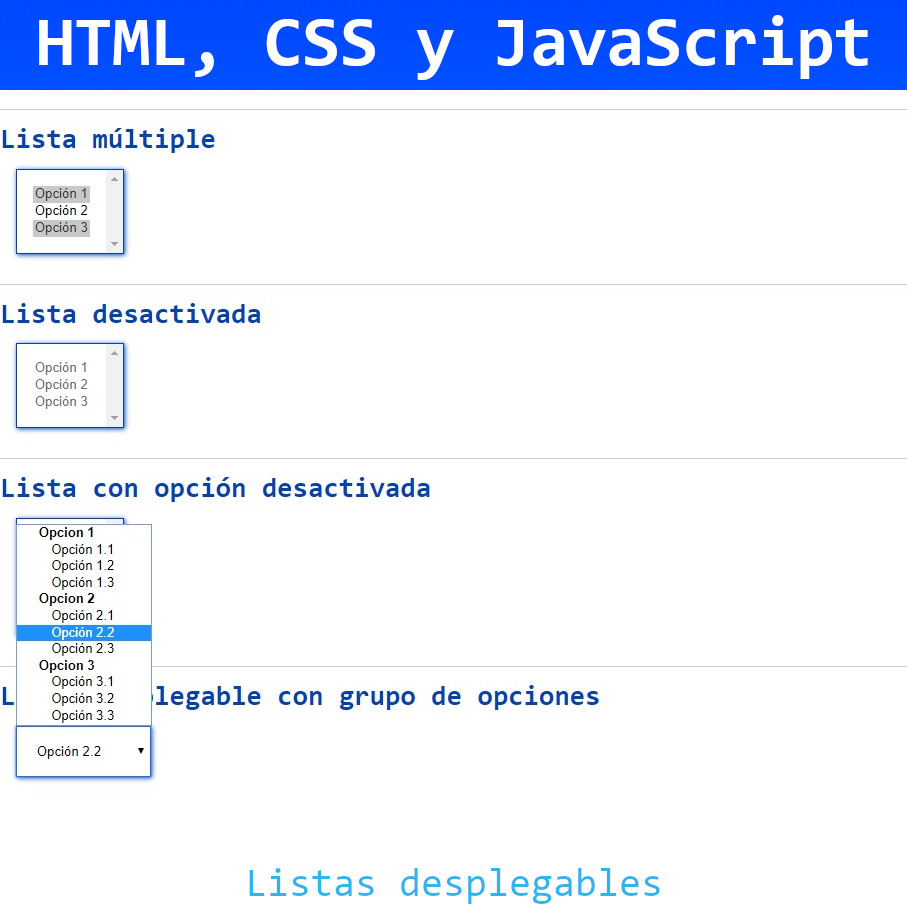 HTML, CSS y JavaScript
Lista múltiple
Opción 1
Opción 2
Opción 3
Lista desactivada
Opción 1
Opción 2
Opción 3
Lista con opción desactivada
Opcion 1
Opción 1.1
Opción 1.2
Opción 1.3
Opcion 2
Opción 2.1
Opción 2.2
Opción 2.3
Opcion 3
Opción 3.1
Opción 3.2
Opción 3.3
con grupo de opciones
Opción 2.2
Listas desplegables